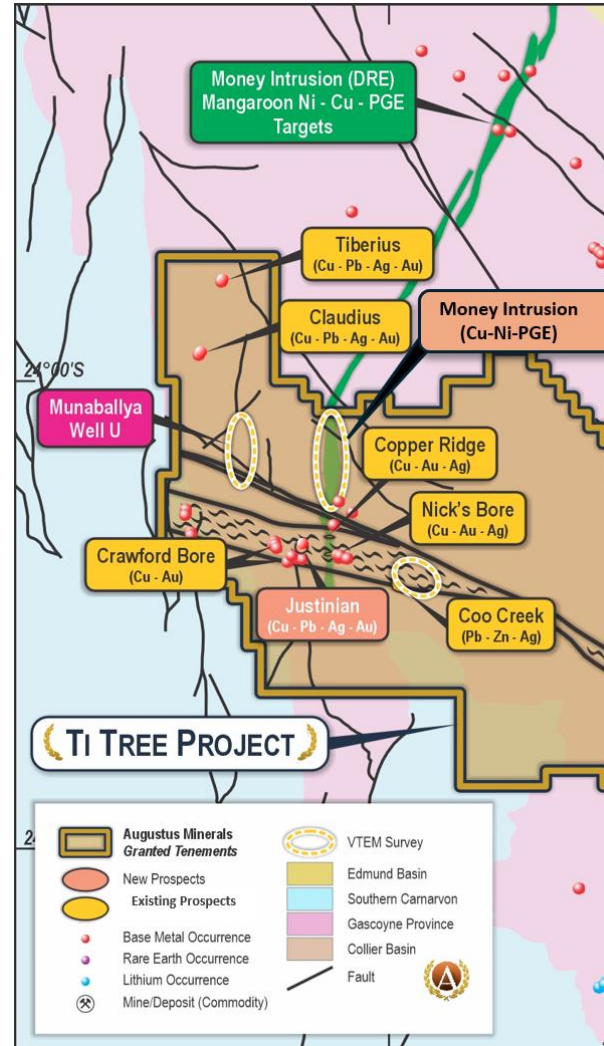 Money Intrusion (DRE)
Mangaroon Ni - Cu - PGE
Targets
Tiberius
(Cu - Pb - Ag - Au)
Money Intrusion
(Cu-Ni-PGE)
Claudius
(Cu - Pb - Ag - Au)
24°00'S
Munaballya
Well U
Copper Ridge
(Cu - Au - Ag)
Nick's Bore
(Cu - Au - Ag)
Crawford Bore
(Cu - Au)
Justinian
(Cu - Pb - Ag - Au)
Coo Creek
(Pb - Zn - Ag)
TI TREE PROJECT
24
Augustus Minerals
Granted Tenements
New Prospects
Existing Prospects
Base Metal Occurrence
Rare Earth Occurrence
Lithium Occurrence
Mine/Deposit (Commodity)
VTEM Survey
Edmund Basin
Southern Carnarvon
Gascoyne Province
Collier Basin
Fault
A